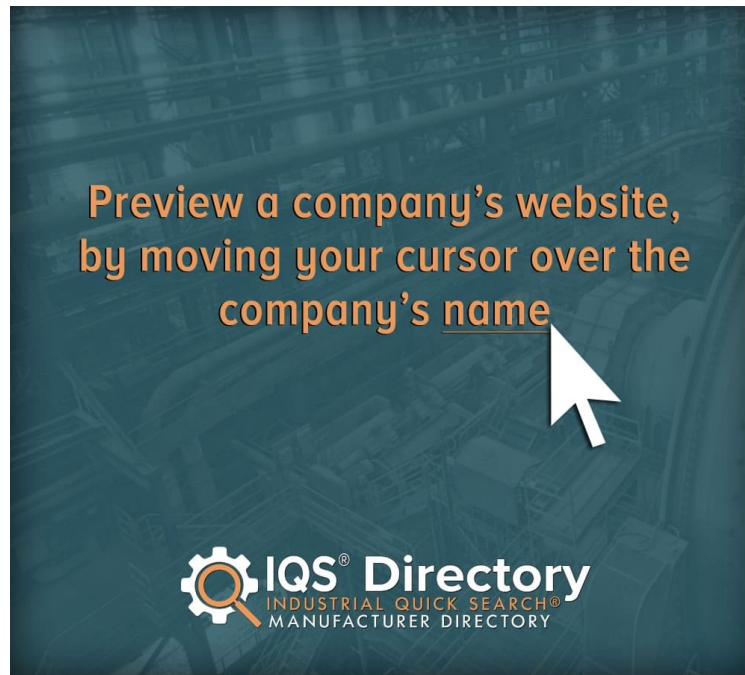 Preview a company’s website,
by moving your cursor over the
company’s name
IQS® Directory
INDUSTRIAL QUICK SEARCH®
MANUFACTURER DIRECTORY